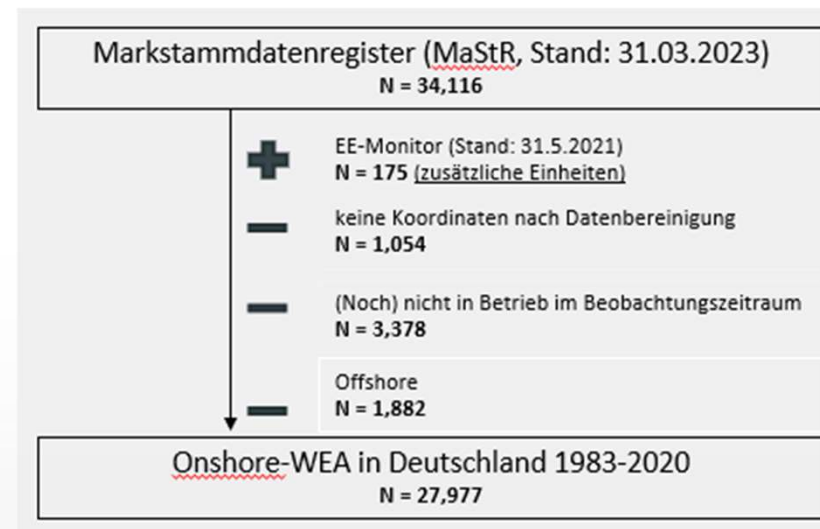 Markstammdatenregister (MaStR, Stand: 31.03.2023)
N = 34,116
EE-Monitor (Stand: 31.5.2021)
N = 175 (zusätzliche Einheiten)
keine Koordinaten nach Datenbereinigung
N = 1,054
(Noch) nicht in Betrieb im Beobachtungszeitraum
N = 3,378
Offshore
N = 1,882
Onshore-WEA in Deutschland 1983-2020
N = 27,977